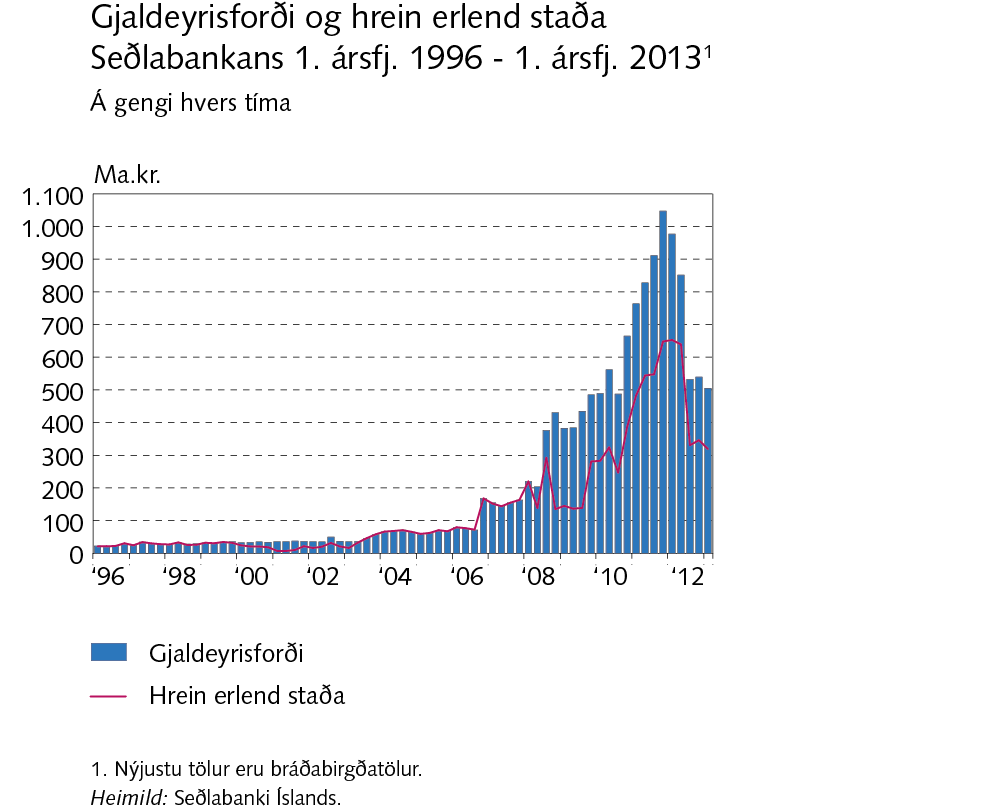 Gjaldeyrisforði og hrein erlend staða
Seðlabankans 1. ársfj. 1996 - 1. ársfj. 2013¹
Á gengi hvers tíma
Ma.kr.
1.100
1.000
900
800
700
600
500
400
300
200
100
0
‘96 ‘98 ‘00 ‘02 ‘04 ‘06 ‘08 ‘10 ‘12
Gjaldeyrisforði
Hrein erlend staða
1. Nýjustu tölur eru bráðabirgðatölur.
Heimild: Seðlabanki Íslands.